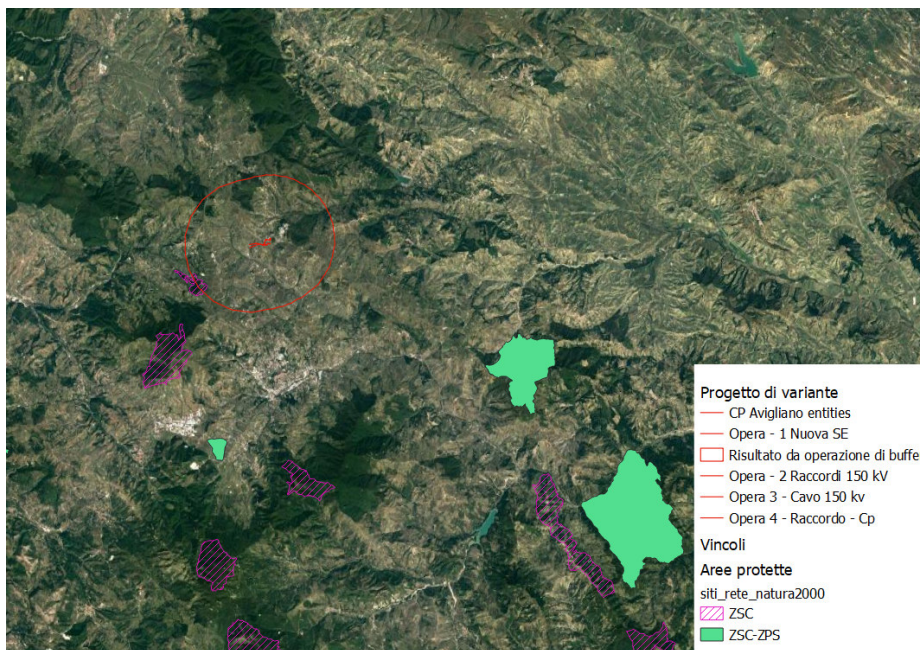 Progetto di variante
CP Avigliano entities
Opera - 1 Nuova SE
Risultato da operazione di buffe
Opera - 2 Raccordi 150 kV
Opera 3 - Cavo 150 kv
Opera 4 - Raccordo - Cp
Vincoli
Aree protette
siti_rete_natura2000
ZSC
ZSC-ZPS